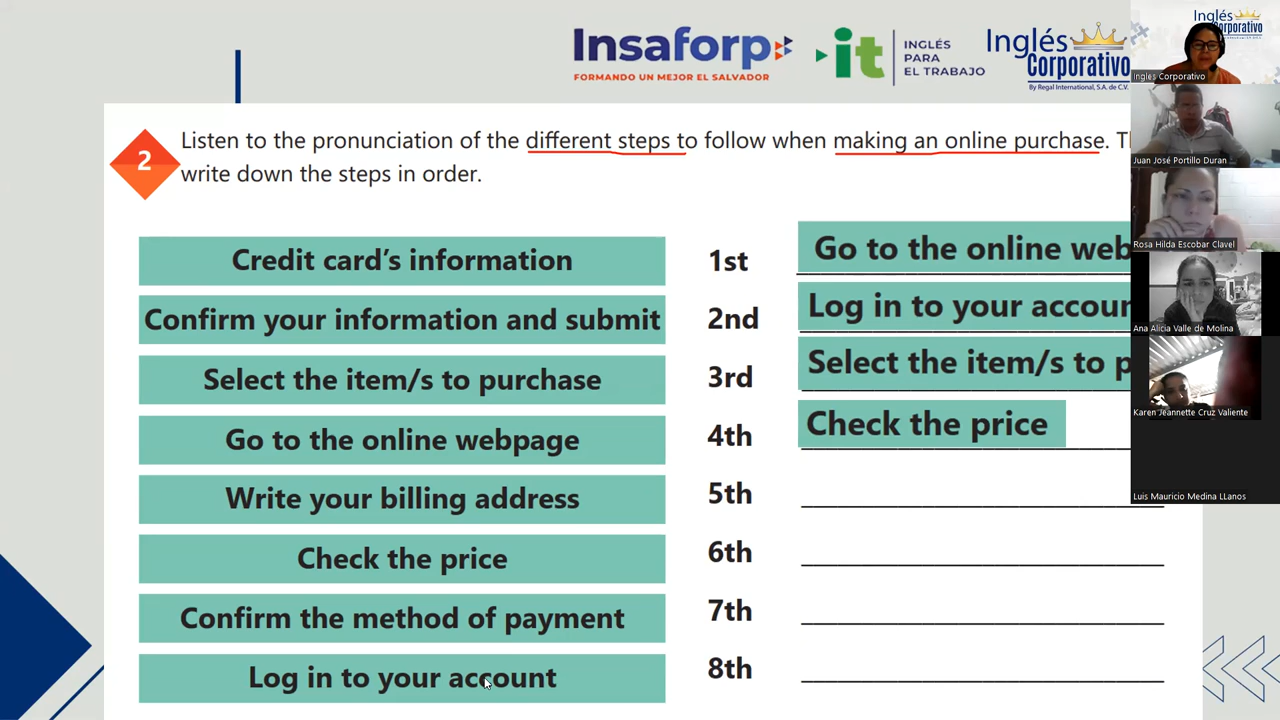 Insaforp
FORMANDO UN MEJOR EL SALVADOR
it
INGLÉS
PARA
EL TRABAJO
Inglés
Corporativo
By Regal International, S.A. de C.V.
Inglés
Corporativo
Ingles Corporativo
Juan José Portillo Duran
Rosa Hilda Escobar Clavel
Ana Alicia Valle de Molina
Karen Jeannette Cruz Valiente
Luis Mauricio Medina LLanos
2
Listen to the pronunciation of the different steps to follow when making an online purchase.
write down the steps in order.
Credit card's information
Confirm your information and submit
Select the item/s to purchase
Go to the online webpage
Write your billing address
Check the price
Confirm the method of payment
Log in to your account
1st Go to the online web
2nd Log in to your accour
3rd Select the item/s to p
4th Check the price
5th
6th
7th
8th